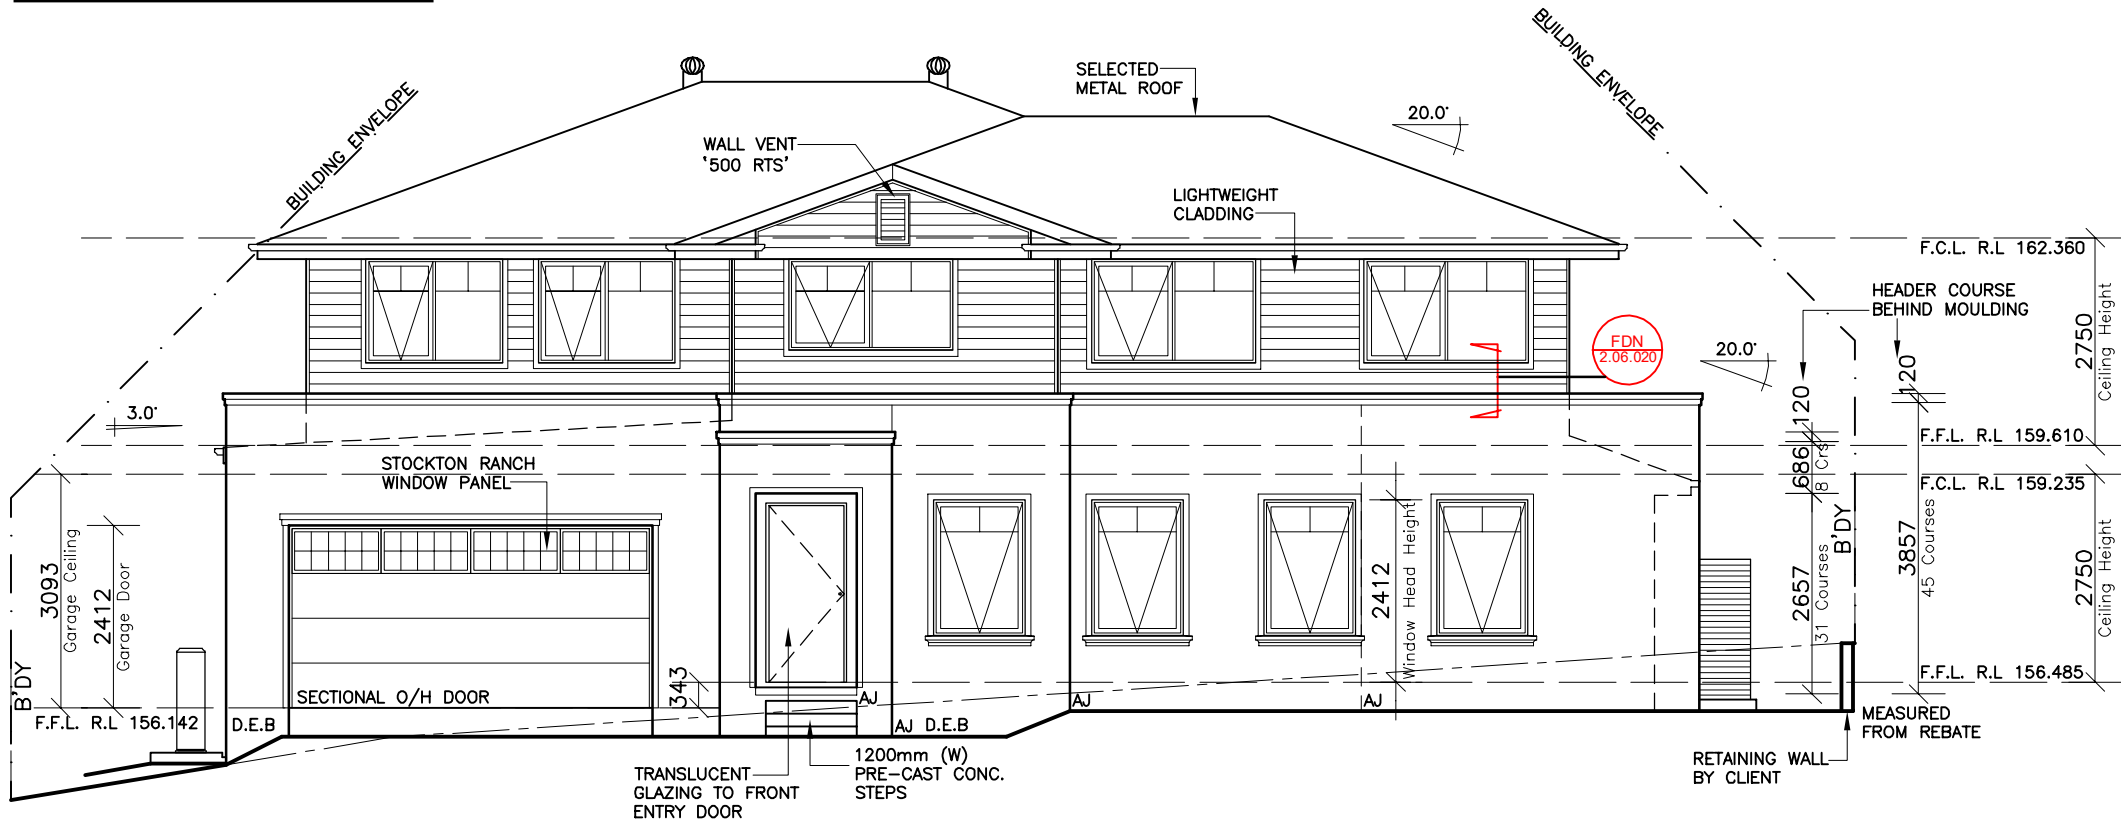 BUILDING ENVELOPE
BUILDING ENVELOPE
SELECTED
METAL ROOF
20.0°
WALL VENT
'500 RTS'
LIGHTWEIGHT
CLADDING
F.C.L. R.L 162.360
HEADER COURSE
BEHIND MOULDING
2750
Ceiling Height
FDN
2.06.020
20.0°
120
120
3.0°
F.F.L. R.L 159.610
686
8 Crs
STOCKTON RANCH
WINDOW PANEL
F.C.L. R.L 159.235
B'DY
3857
45 Courses
3093
Garage Ceiling
2412
Garage Door
2412
Window Head Height
2657
31 Courses
2750
Ceiling Height
B'DY
343
SECTIONAL O/H DOOR
F.F.L. R.L 156.485
F.F.L. R.L 156.142
D.E.B
AJ
AJ
AJ
AJ D.E.B
MEASURED
FROM REBATE
1200mm (W)
PRE-CAST CONC.
STEPS
TRANSLUCENT
GLAZING TO FRONT
ENTRY DOOR
RETAINING WALL
BY CLIENT